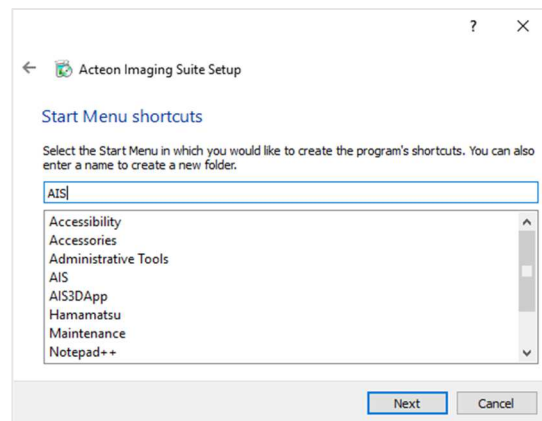 ?
Acteon Imaging Suite Setup
Start Menu shortcuts
Select the Start Menu in which you would like to create the program's shortcuts. You can also
enter a name to create a new folder.
AIS
Accessibility
Accessories
Administrative Tools
AIS
AIS3DApp
Hamamatsu
Maintenance
Notepad++
Next Cancel